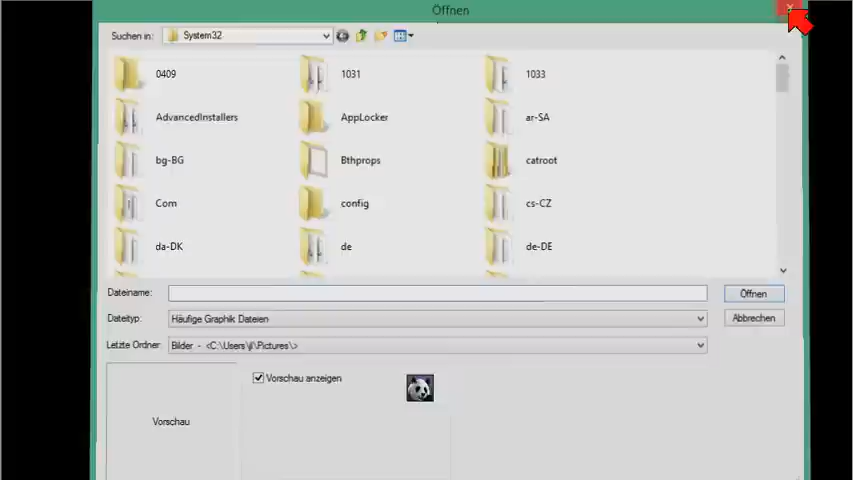 Öffnen
Suchen in: System32
0409 1031 1033
AdvancedInstallers AppLocker ar-SA
bg-BG Bthprops catroot
Com config cs-CZ
da-DK de de-DE
Dateiname: Öffnen
Dateityp: Häufige Graphik Dateien Abbrechen
Letzte Ordner: Bilder - <C:\Users\jl\Pictures\>
Vorschau anzeigen
Vorschau